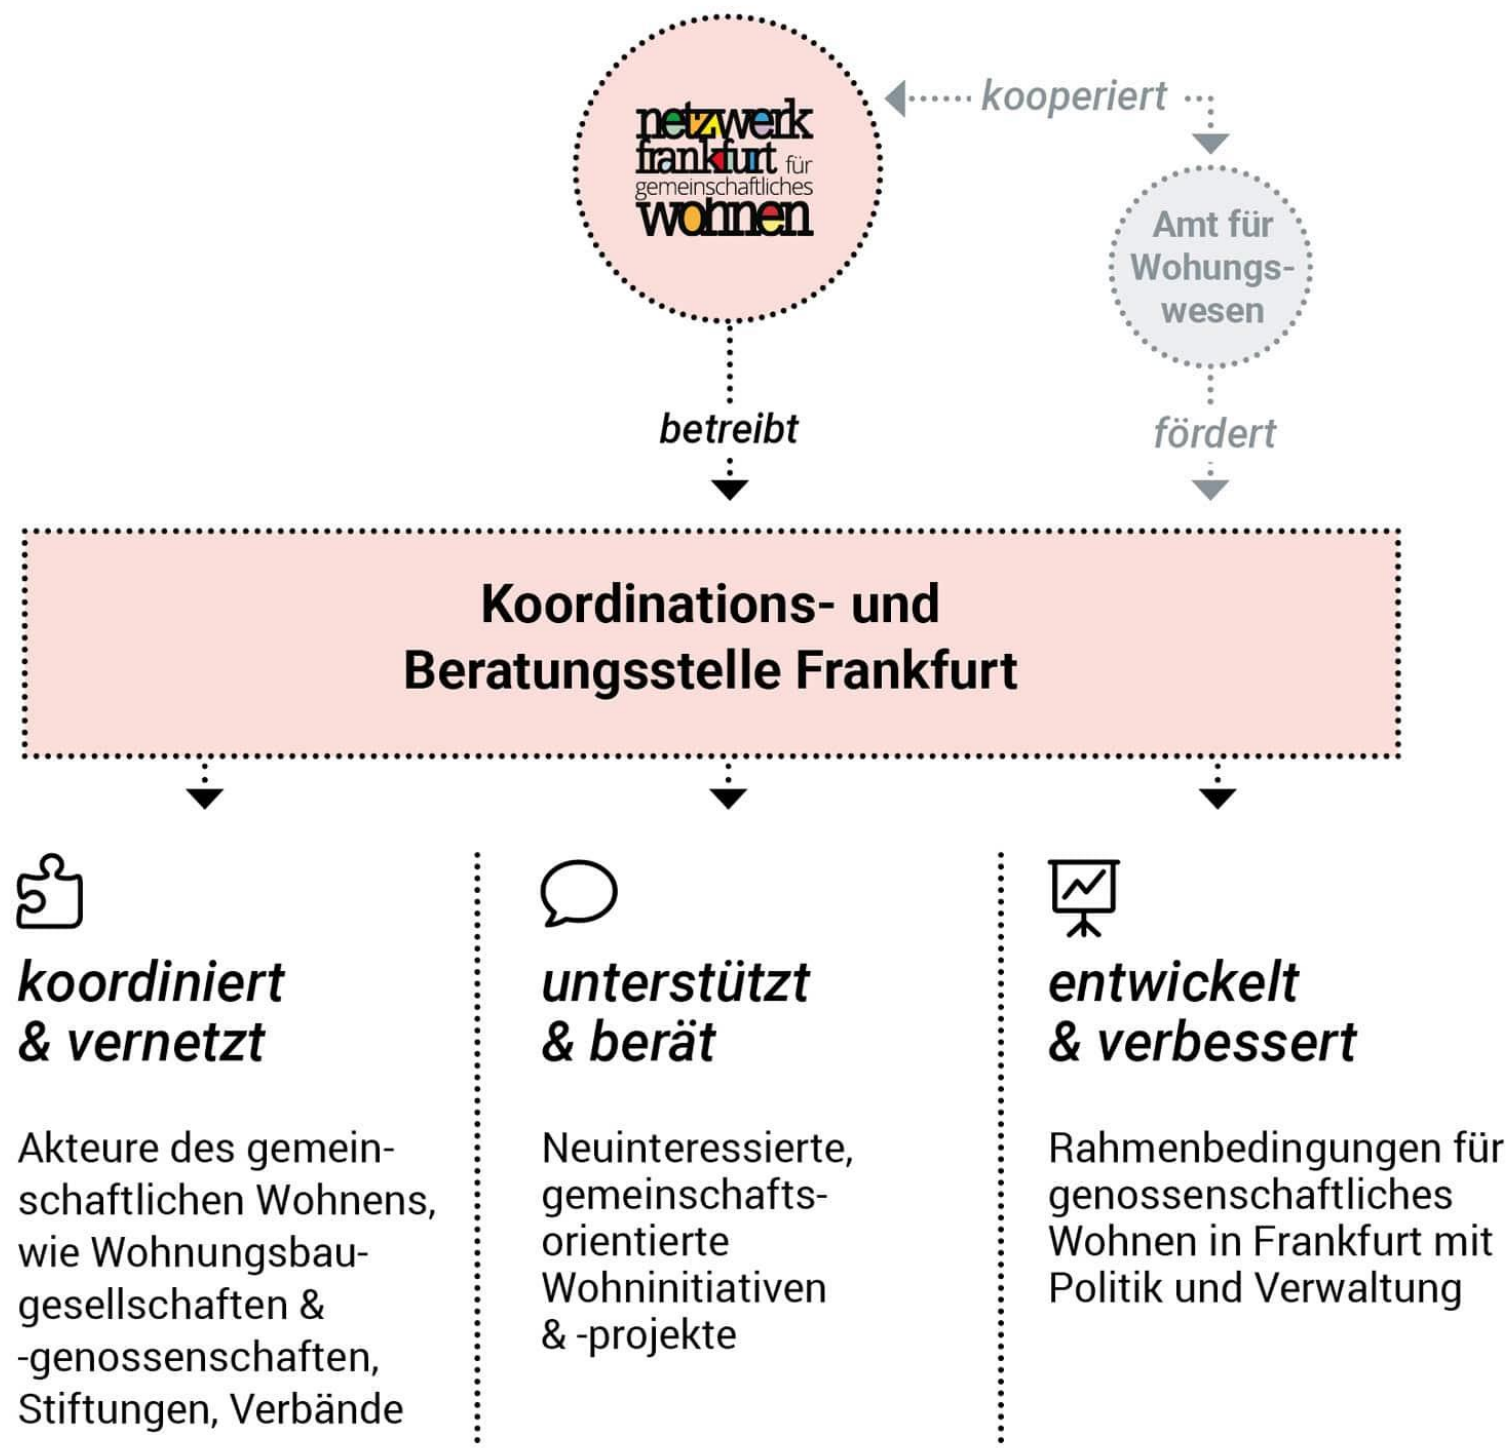 netzwerk
frankfurt für
gemeinschaftliches
wohnen
kooperiert
Amt für
Wohungs-
wesen
betreibt
fördert
Koordinations- und
Beratungsstelle Frankfurt
koordiniert
& vernetzt
Akteure des gemein-
schaftlichen Wohnens,
wie Wohnungsbau-
gesellschaften &
-genossenschaften,
Stiftungen, Verbände
unterstützt
& berät
Neuinteressierte,
gemeinschafts-
orientierte
Wohninitiativen
& -projekte
entwickelt
& verbessert
Rahmenbedingungen für
genossenschaftliches
Wohnen in Frankfurt mit
Politik und Verwaltung